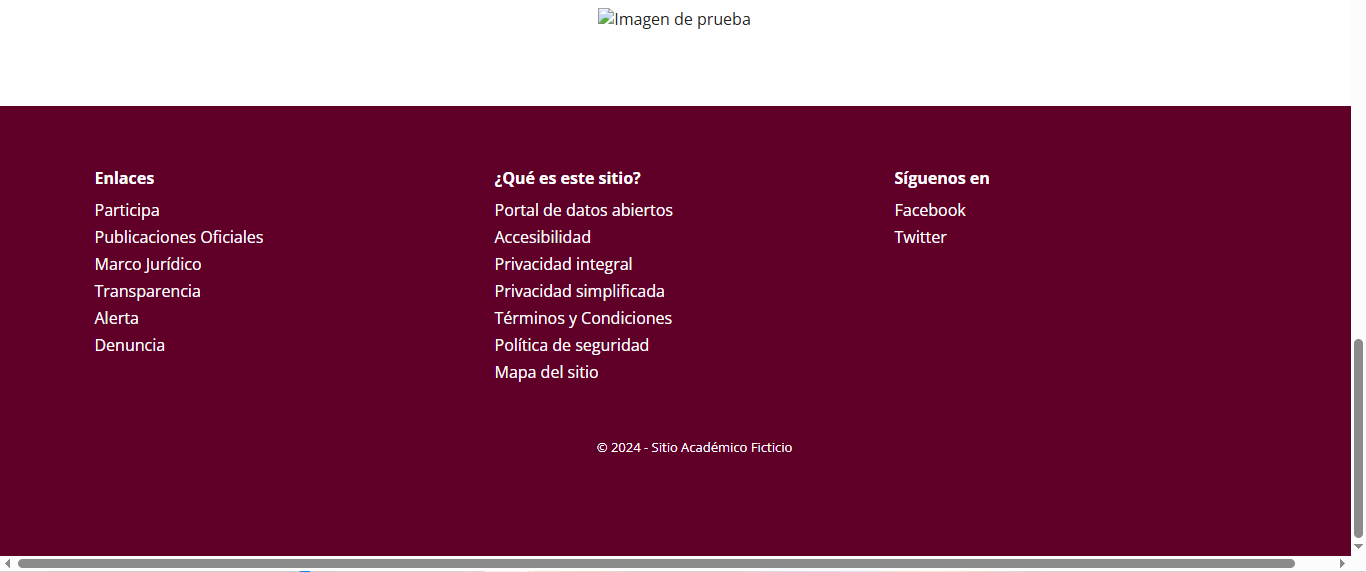 Imagen de prueba
Enlaces
Participa
Publicaciones Oficiales
Marco Jurídico
Transparencia
Alerta
Denuncia
¿Qué es este sitio?
Portal de datos abiertos
Accesibilidad
Privacidad integral
Privacidad simplificada
Términos y Condiciones
Política de seguridad
Mapa del sitio
Síguenos en
Facebook
Twitter
© 2024 - Sitio Académico Ficticio